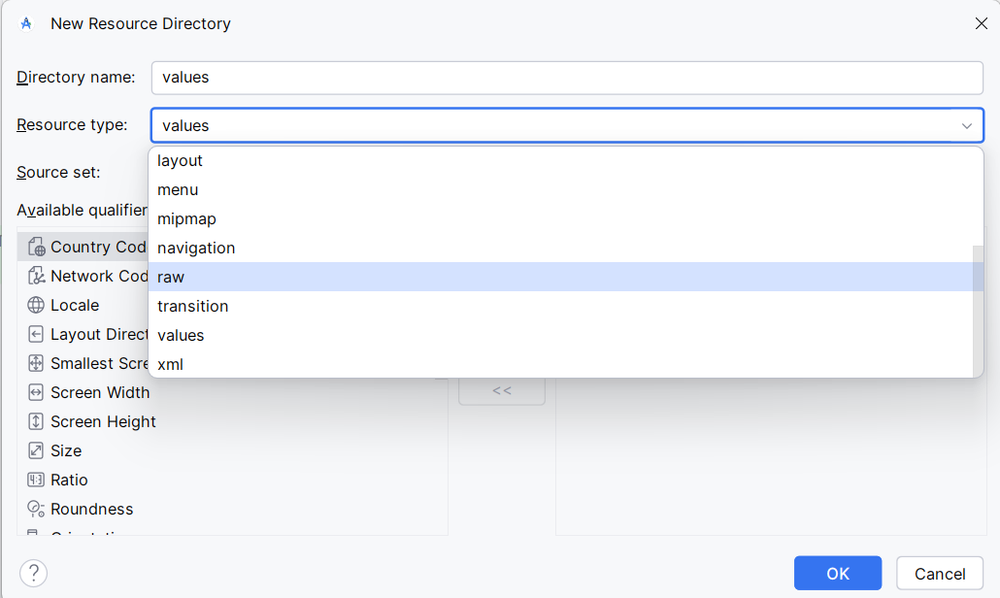 New Resource Directory
Directory name: values
Resource type: values
layout
Source set:
menu
Available qualifier
mipmap
navigation
raw
transition
values
xml
Country Cod
Network Cod
Locale
Layout Direct
Smallest Scre
Screen Width
Screen Height
Size
Ratio
Roundness
<<
?
OK Cancel